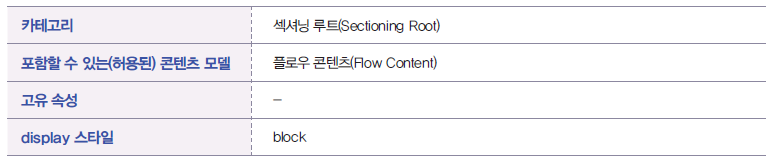 카테고리 섹셔닝 루트(Sectioning Root)
포함할 수 있는(허용된) 콘텐츠 모델 플로우 콘텐츠(Flow Content)
고유 속성 –
display 스타일 block